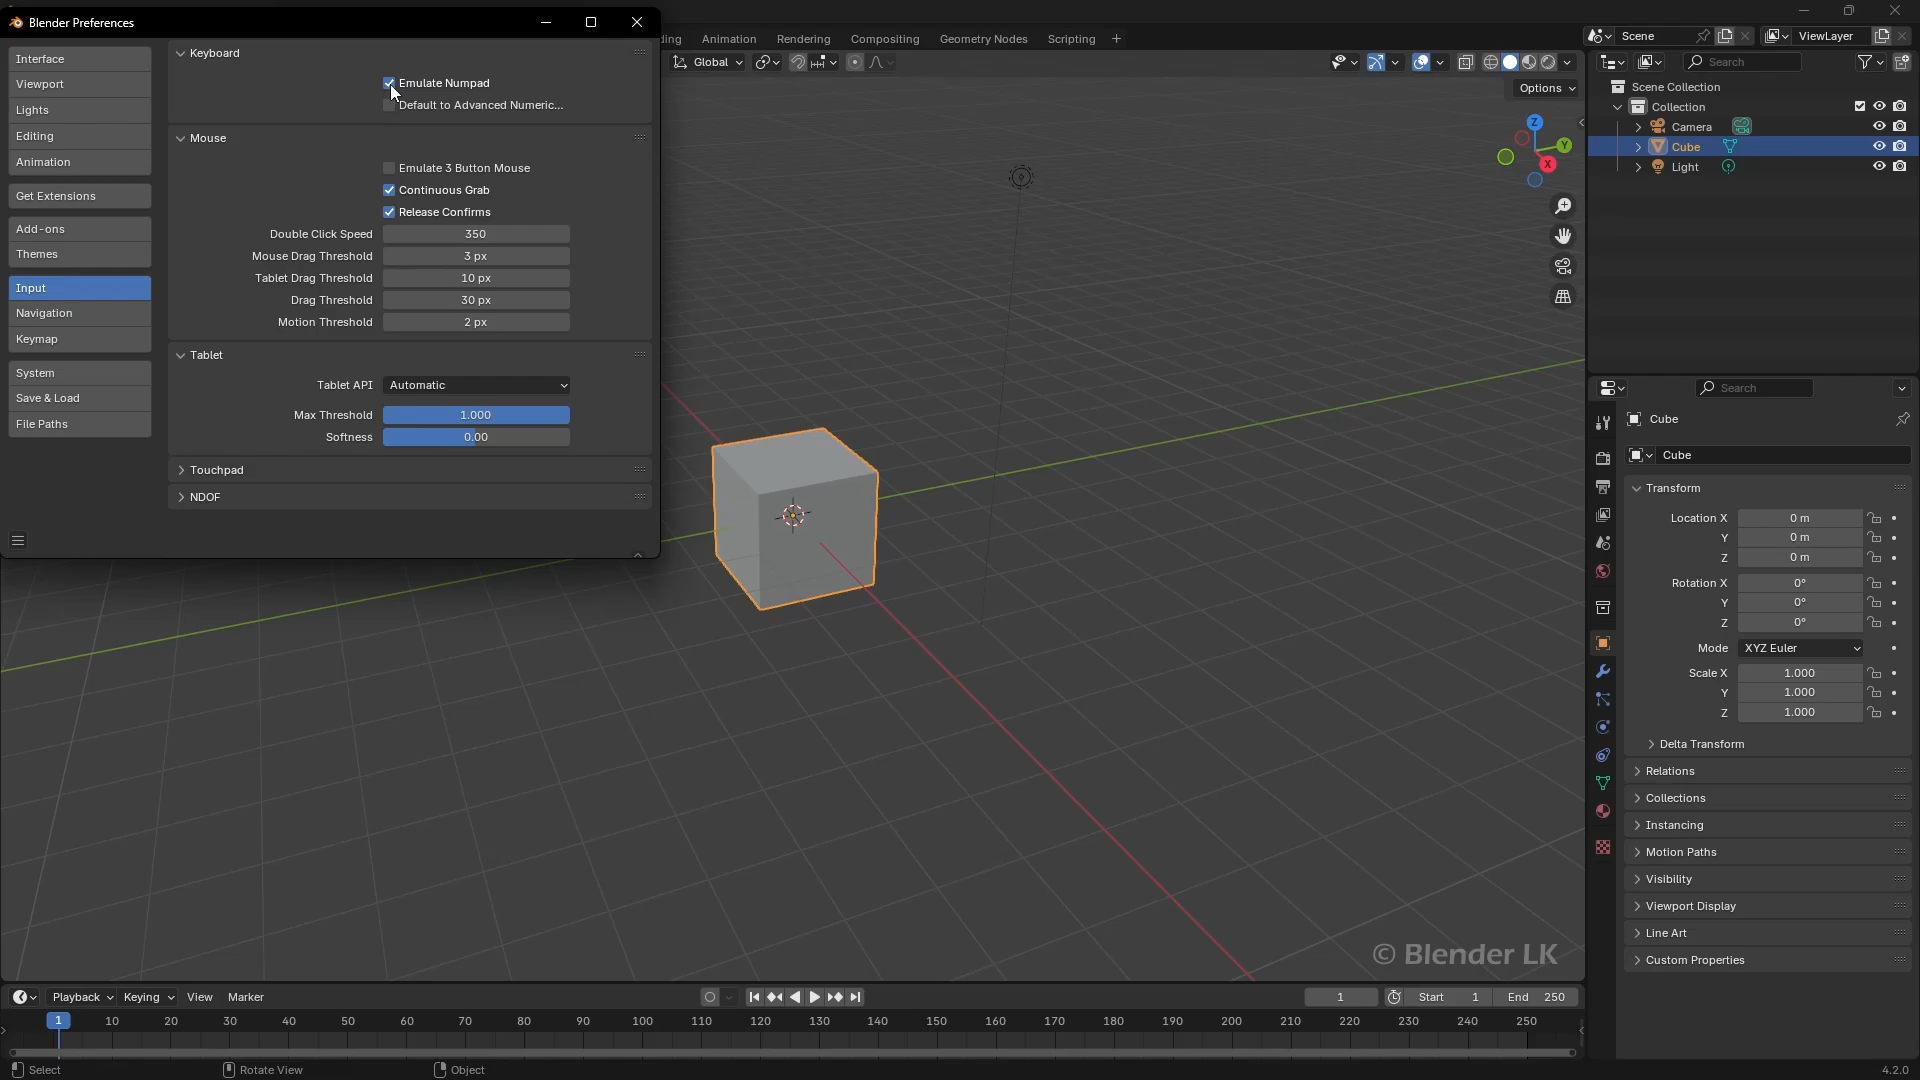 Blender Preferences
Interface
Viewport
Lights
Editing
Animation
Get Extensions
Add-ons
Themes
Input
Navigation
Keymap
System
Save & Load
File Paths
Keyboard
Emulate Numpad
Default to Advanced Numeric...
Mouse
Emulate 3 Button Mouse
Continuous Grab
Release Confirms
Double Click Speed 350
Mouse Drag Threshold 3 px
Tablet Drag Threshold 10 px
Drag Threshold 30 px
Motion Threshold 2 px
Tablet
Tablet API Automatic
Max Threshold 1.000
Softness 0.00
Touchpad
NDOF
ding Animation Rendering Compositing Geometry Nodes Scripting +
Scene ViewLayer
Global
Options
Z
Y
X
Search
Scene Collection
Collection
Camera
Cube
Light
Search
Cube
Cube
Transform
Location X 0 m
Y 0 m
Z 0 m
Rotation X 0°
Y 0°
Z 0°
Mode XYZ Euler
Scale X 1.000
Y 1.000
Z 1.000
Delta Transform
Relations
Collections
Instancing
Motion Paths
Visibility
Viewport Display
Line Art
Custom Properties
© Blender LK
Playback Keying View Marker
1 Start 1 End 250
1 10 20 30 40 50 60 70 80 90 100 110 120 130 140 150 160 170 180 190 200 210 220 230 240 250
Select Rotate View Object 4.2.0